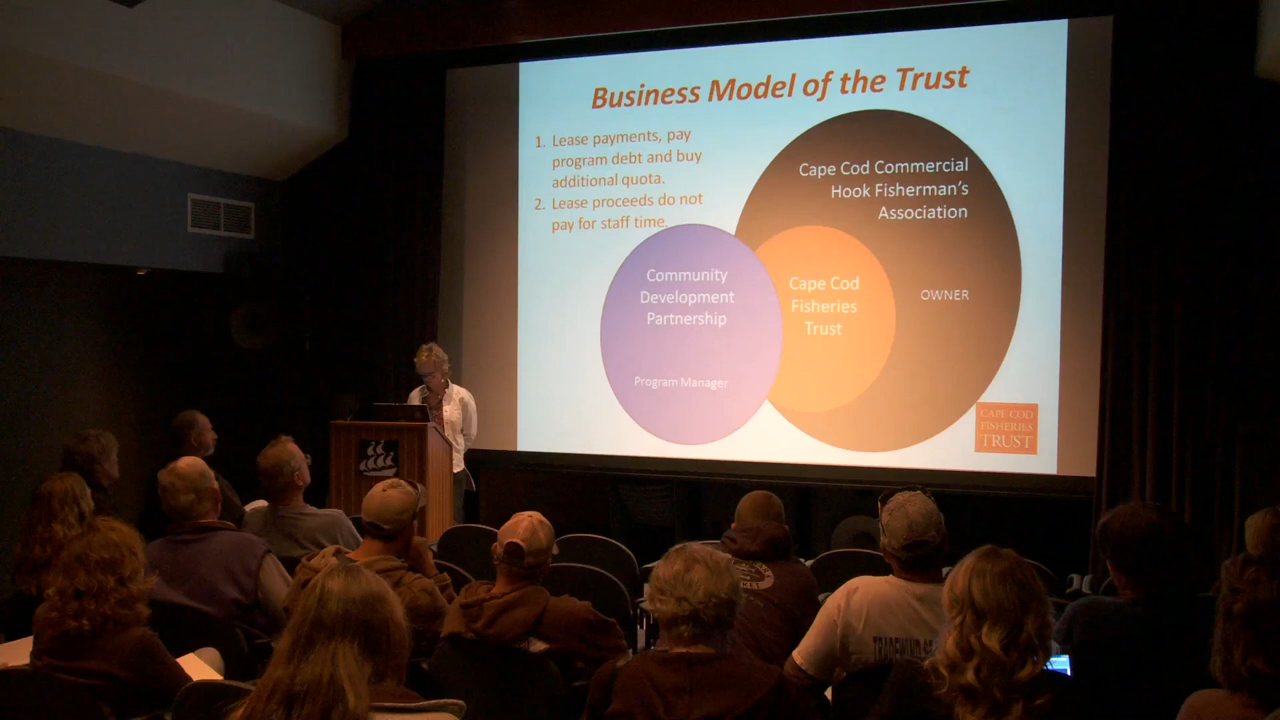 Business Model of the Trust
1. Lease payments, pay
program debt and buy
additional quota.
2. Lease proceeds do not
pay for staff time.
Cape Cod Commercial
Hook Fisherman's
Association
OWNER
Cape Cod
Fisheries
Trust
Community
Development
Partnership
Program Manager
CAPE COD
FISHERIES
TRUST
TRADEWIND